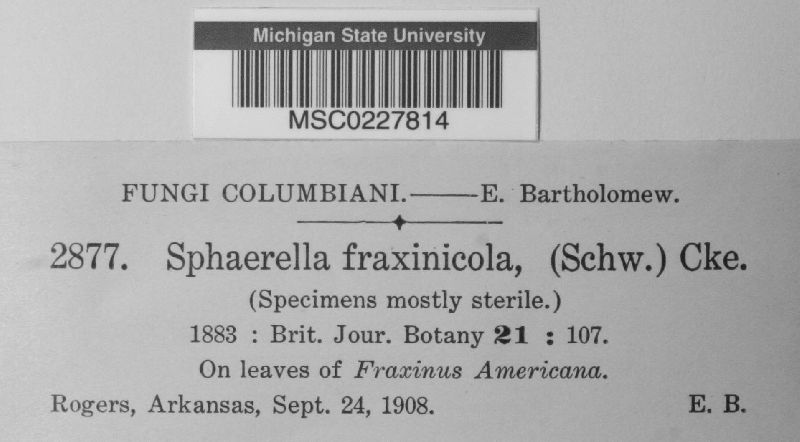 Michigan State University
MSC0227814
FUNGI COLUMBIANI.——E. Bartholomew.
2877. Sphaerella fraxinicola, (Schw.) Cke.
(Specimens mostly sterile.)
1883 : Brit. Jour. Botany 21 : 107.
On leaves of Fraxinus Americana.
Rogers, Arkansas, Sept. 24, 1908. E. B.